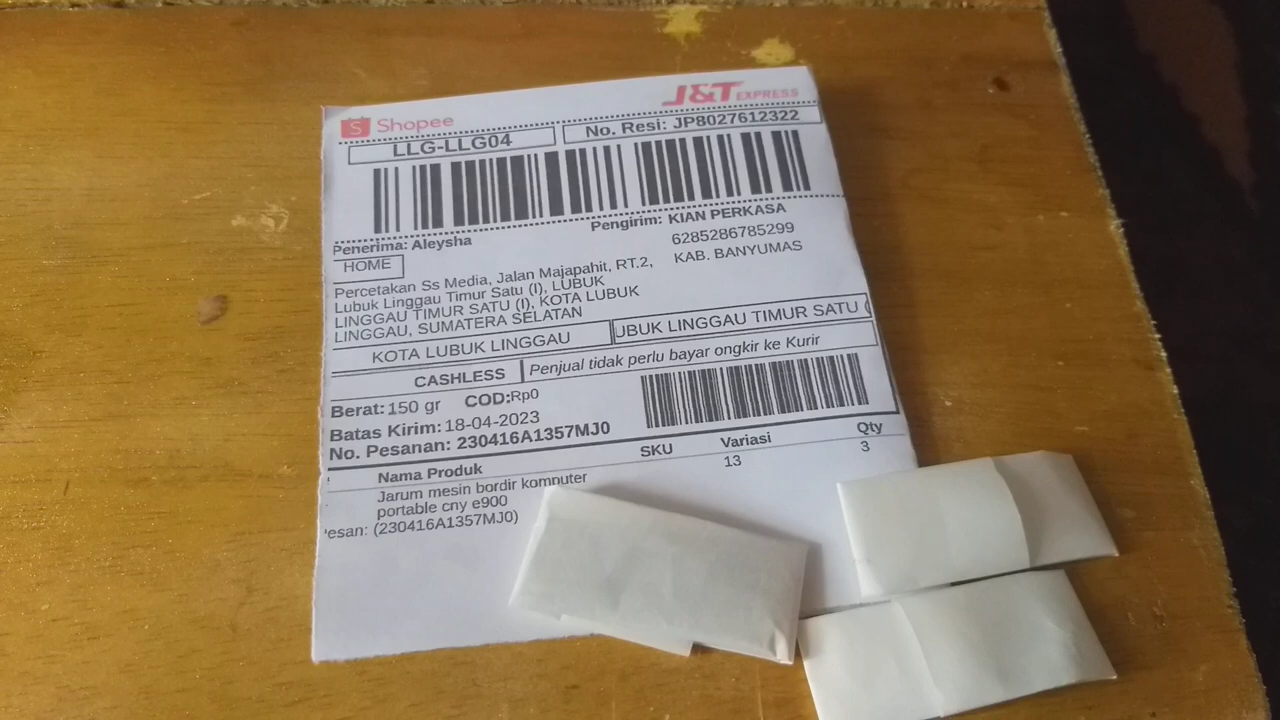 Shopee
J&T EXPRESS
LLG-LLG04
No. Resi: JP8027612322
Penerima: Aleysha
Pengirim: KIAN PERKASA
HOME
6285286785299
KAB. BANYUMAS
Percetakan Ss Media, Jalan Majapahit, RT.2,
Lubuk Linggau Timur Satu (I), LUBUK
LINGGAU TIMUR SATU (I), KOTA LUBUK
LINGGAU, SUMATERA SELATAN
KOTA LUBUK LINGGAU
UBUK LINGGAU TIMUR SATU (
CASHLESS
Penjual tidak perlu bayar ongkir ke Kurir
Berat: 150 gr COD:Rp0
Batas Kirim: 18-04-2023
No. Pesanan: 230416A1357MJ0
Nama Produk SKU Variasi Qty
Jarum mesin bordir komputer 13 3
portable cny e900
esan: (230416A1357MJ0)